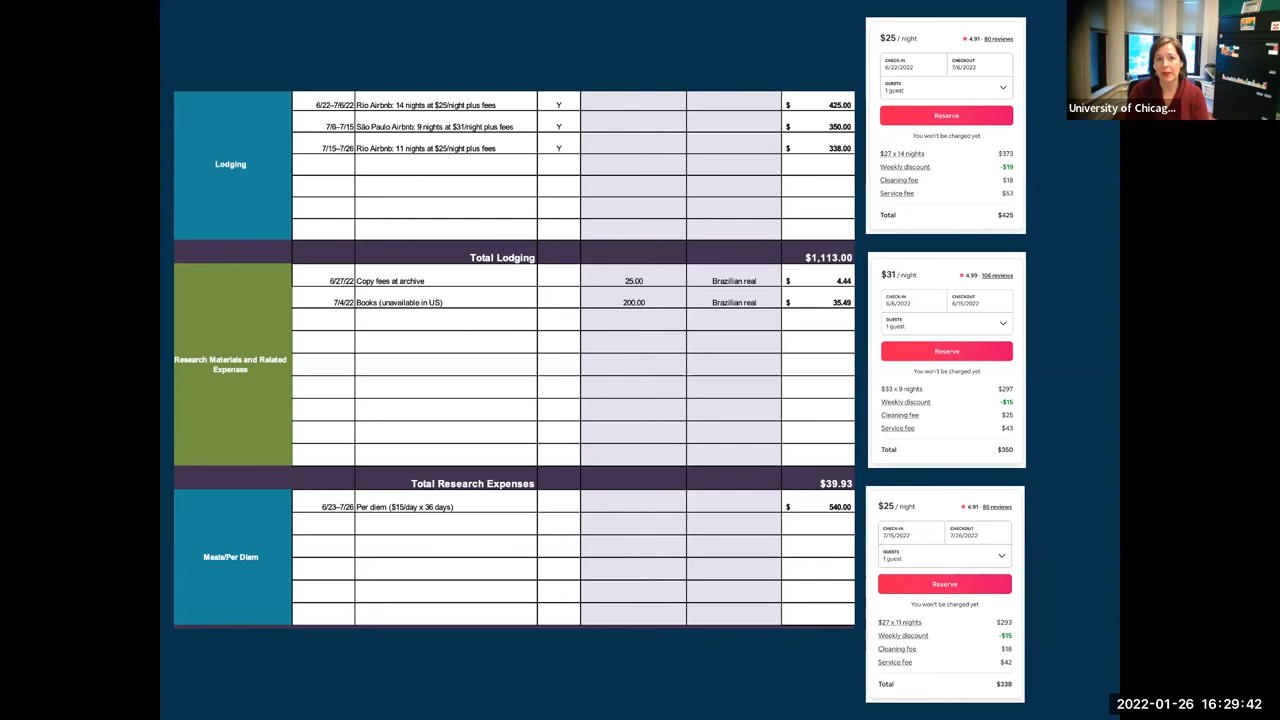 Lodging
6/22–7/6/22 Rio Airbnb: 14 nights at $25/night plus fees Y $ 425.00
7/6–7/15 São Paulo Airbnb: 9 nights at $31/night plus fees Y $ 350.00
7/15–7/26 Rio Airbnb: 11 nights at $25/night plus fees Y $ 338.00
Total Lodging $1,113.00
Research Materials and Related
Expenses
6/27/22 Copy fees at archive 25.00 Brazilian real $ 4.44
7/4/22 Books (unavailable in US) 200.00 Brazilian real $ 35.49
Total Research Expenses $39.93
Meals/Per Diem
6/23–7/26 Per diem ($15/day x 36 days) $ 540.00
$25 / night ★ 4.91 · 80 reviews
CHECK-IN CHECKOUT
6/22/2022 7/6/2022
GUESTS
1 guest
Reserve
You won't be charged yet
$27 x 14 nights $373
Weekly discount -$19
Cleaning fee $18
Service fee $53
Total $425
$31 / night ★ 4.99 · 106 reviews
CHECK-IN CHECKOUT
6/6/2022 6/15/2022
GUESTS
1 guest
Reserve
You won't be charged yet
$33 x 9 nights $297
Weekly discount -$15
Cleaning fee $25
Service fee $43
Total $350
$25 / night ★ 4.91 · 80 reviews
CHECK-IN CHECKOUT
7/15/2022 7/26/2022
GUESTS
1 guest
Reserve
You won't be charged yet
$27 x 11 nights $293
Weekly discount -$15
Cleaning fee $18
Service fee $42
Total $338
University of Chicag...
2022-01-26 16:29:42